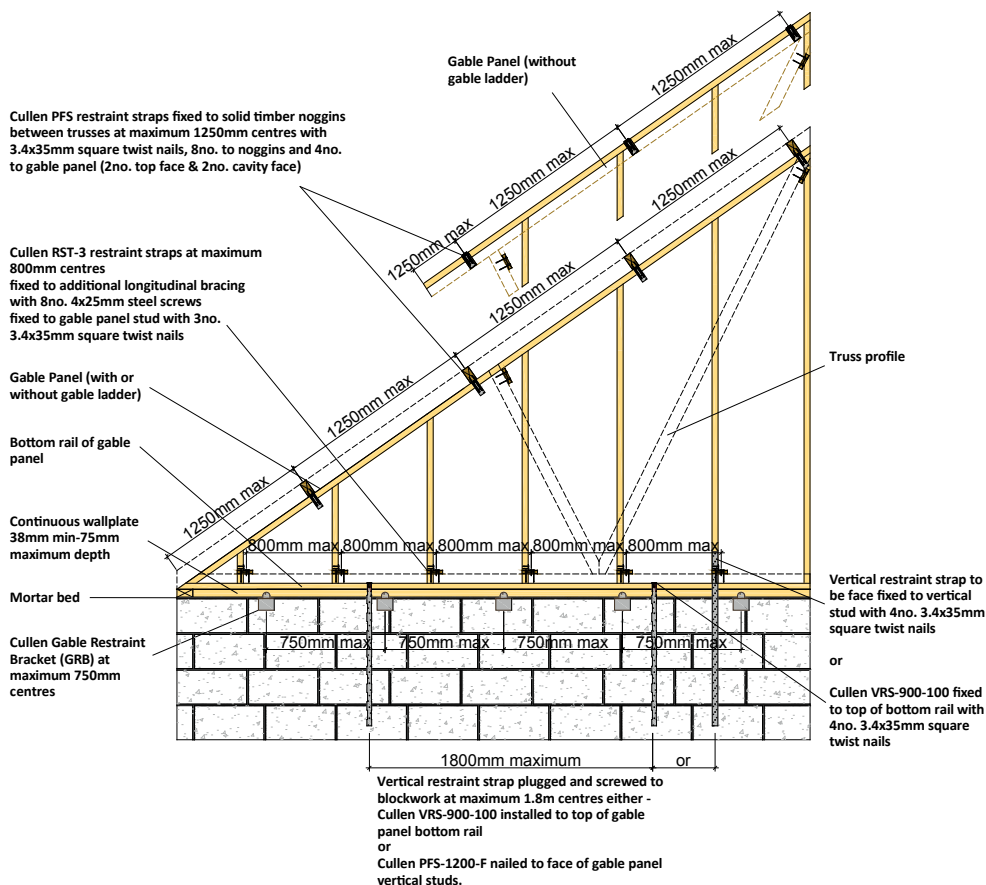 Gable Panel (without
gable ladder)
1250mm max
1250mm max
1250mm max
1250mm max
Cullen PFS restraint straps fixed to solid timber noggins
between trusses at maximum 1250mm centres with
3.4x35mm square twist nails, 8no. to noggins and 4no.
to gable panel (2no. top face & 2no. cavity face)
Cullen RST-3 restraint straps at maximum
800mm centres
fixed to additional longitudinal bracing
with 8no. 4x25mm steel screws
fixed to gable panel stud with 3no.
3.4x35mm square twist nails
1250mm max
1250mm max
1250mm max
Truss profile
Gable Panel (with or
without gable ladder)
Bottom rail of gable
panel
Continuous wallplate
38mm min-75mm
maximum depth
Mortar bed
Cullen Gable Restraint
Bracket (GRB) at
maximum 750mm
centres
800mm max 800mm max 800mm max 800mm max 800mm max
750mm max 750mm max 750mm max 750mm max
Vertical restraint strap to
be face fixed to vertical
stud with 4no. 3.4x35mm
square twist nails
or
Cullen VRS-900-100 fixed
to top of bottom rail with
4no. 3.4x35mm square
twist nails
1800mm maximum or
Vertical restraint strap plugged and screwed to
blockwork at maximum 1.8m centres either -
Cullen VRS-900-100 installed to top of gable
panel bottom rail
or
Cullen PFS-1200-F nailed to face of gable panel
vertical studs.